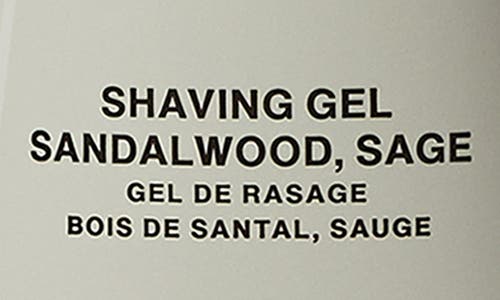 SHAVING GEL
SANDALWOOD, SAGE
GEL DE RASAGE
BOIS DE SANTAL, SAUGE